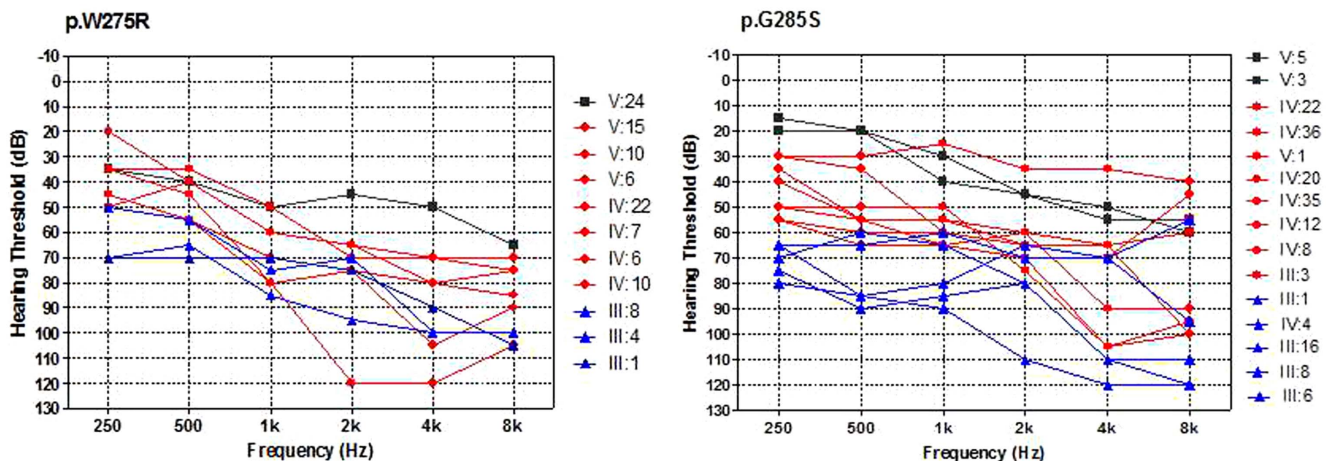 p.W275R
Hearing Threshold (dB)
-10
0
10
20
30
40
50
60
70
80
90
100
110
120
130
250 500 1k 2k 4k 8k
Frequency (Hz)
V:24
V:15
V:10
V:6
IV:22
IV:7
IV:6
IV:10
III:8
III:4
III:1
p.G285S
Hearing Threshold (dB)
-10
0
10
20
30
40
50
60
70
80
90
100
110
120
130
250 500 1k 2k 4k 8k
Frequency (Hz)
V:5
V:3
IV:22
IV:36
V:1
IV:20
IV:35
IV:12
IV:8
III:3
III:1
IV:4
III:16
III:8
III:6